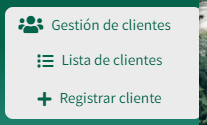 Gestión de clientes
Lista de clientes
Registrar cliente